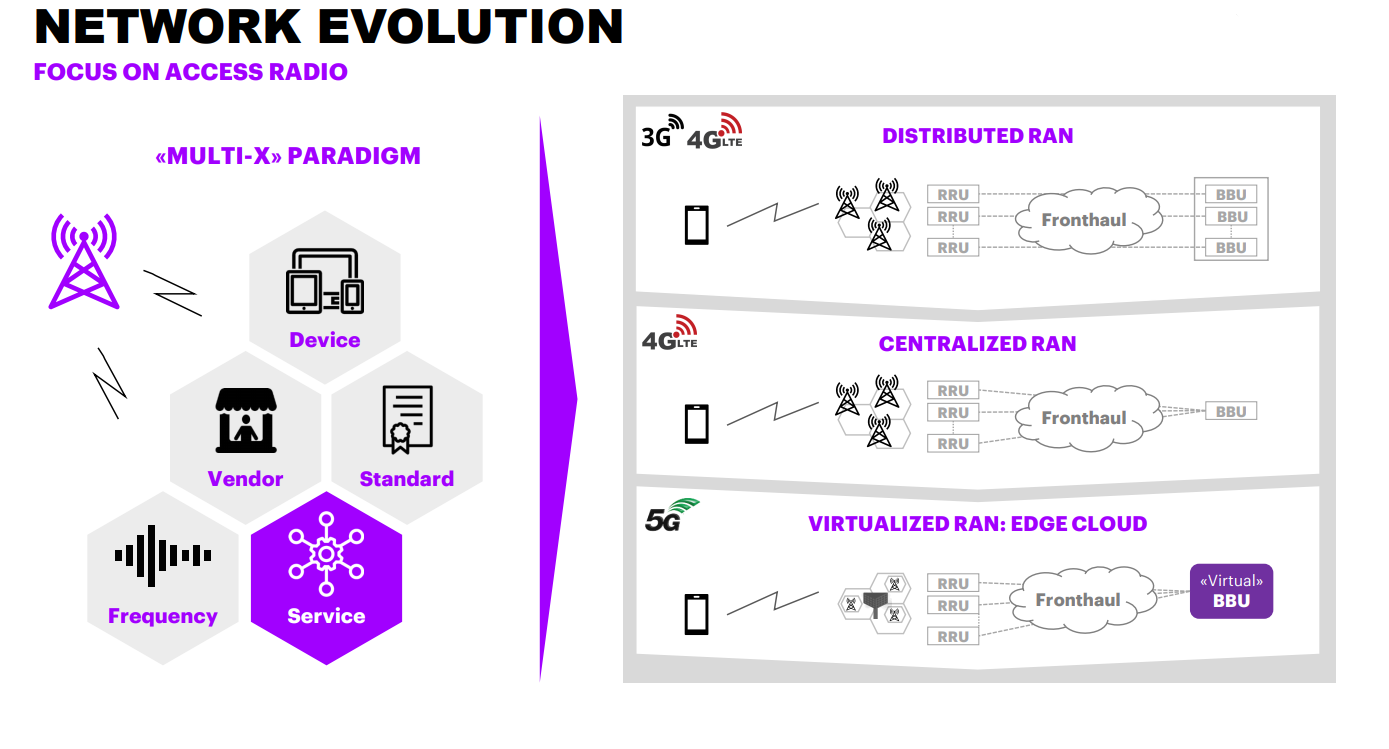 NETWORK EVOLUTION
FOCUS ON ACCESS RADIO
«MULTI-X» PARADIGM
Device
Vendor
Standard
Frequency
Service
3G 4G LTE
DISTRIBUTED RAN
RRU
RRU
RRU
Fronthaul
BBU
BBU
BBU
4G LTE
CENTRALIZED RAN
RRU
RRU
RRU
Fronthaul
BBU
5G
VIRTUALIZED RAN: EDGE CLOUD
RRU
RRU
RRU
Fronthaul
«Virtual»
BBU